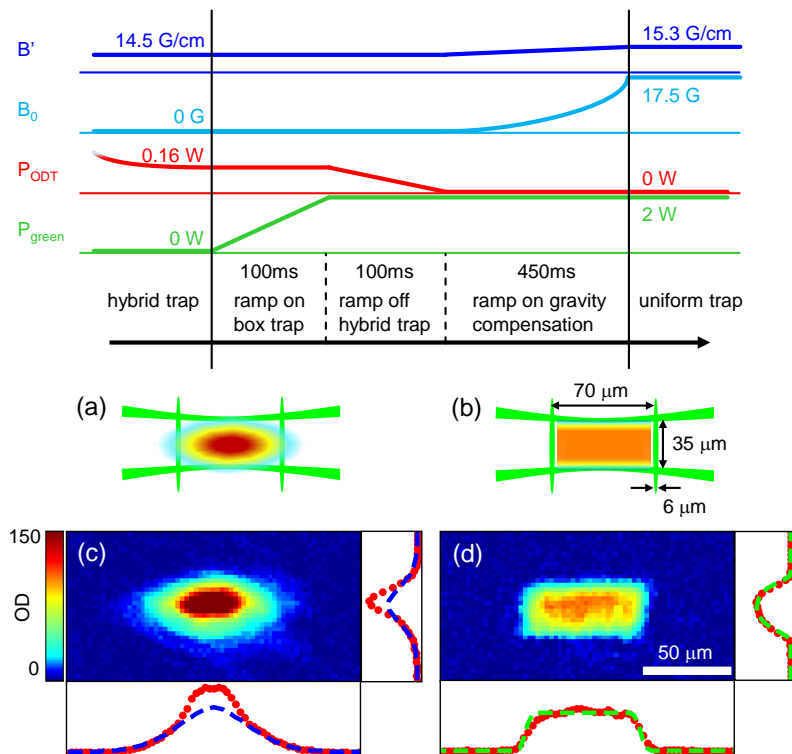 B' 14.5 G/cm 15.3 G/cm
B₀ 0 G 17.5 G
P_ODT 0.16 W 0 W
P_green 0 W 2 W
100ms 100ms 450ms
hybrid trap ramp on ramp off ramp on gravity uniform trap
box trap hybrid trap compensation
(a) (b) 70 μm
35 μm
6 μm
150 (c) (d)
OD
0 50 μm